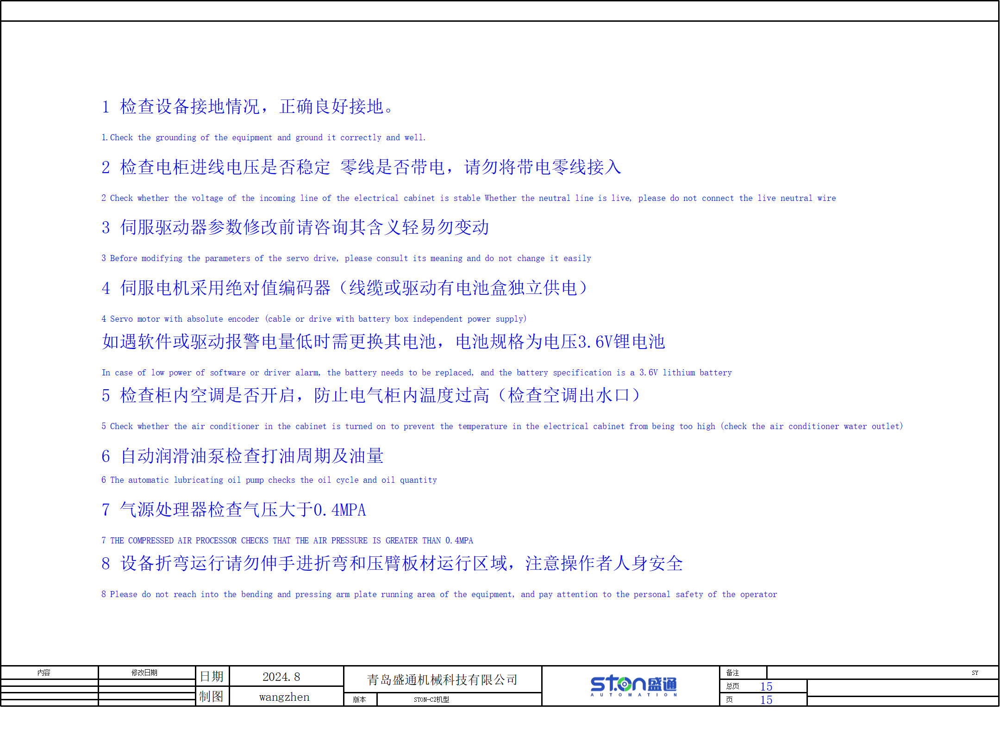 1 检查设备接地情况，正确良好接地。
1.Check the grounding of the equipment and ground it correctly and well.
2 检查电柜进线电压是否稳定 零线是否带电，请勿将带电零线接入
2 Check whether the voltage of the incoming line of the electrical cabinet is stable Whether the neutral line is live, please do not connect the live neutral wire
3 伺服驱动器参数修改前请咨询其含义轻易勿变动
3 Before modifying the parameters of the servo drive, please consult its meaning and do not change it easily
4 伺服电机采用绝对值编码器（线缆或驱动有电池盒独立供电）
4 Servo motor with absolute encoder (cable or drive with battery box independent power supply)
如遇软件或驱动报警电量低时需更换其电池，电池规格为电压3.6V锂电池
In case of low power of software or driver alarm, the battery needs to be replaced, and the battery specification is a 3.6V lithium battery
5 检查柜内空调是否开启，防止电气柜内温度过高（检查空调出水口）
5 Check whether the air conditioner in the cabinet is turned on to prevent the temperature in the electrical cabinet from being too high (check the air conditioner water outlet)
6 自动润滑油泵检查打油周期及油量
6 The automatic lubricating oil pump checks the oil cycle and oil quantity
7 气源处理器检查气压大于0.4MPA
7 THE COMPRESSED AIR PROCESSOR CHECKS THAT THE AIR PRESSURE IS GREATER THAN 0.4MPA
8 设备折弯运行请勿伸手进折弯和压臂板材运行区域，注意操作者人身安全
8 Please do not reach into the bending and pressing arm plate running area of the equipment, and pay attention to the personal safety of the operator
内容 修改日期
日期 2024.8
制图 wangzhen
青岛盛通机械科技有限公司
版本 STON-C2机型
STON盛通
AUTOMATION
备注 SY
总页 15
页 15